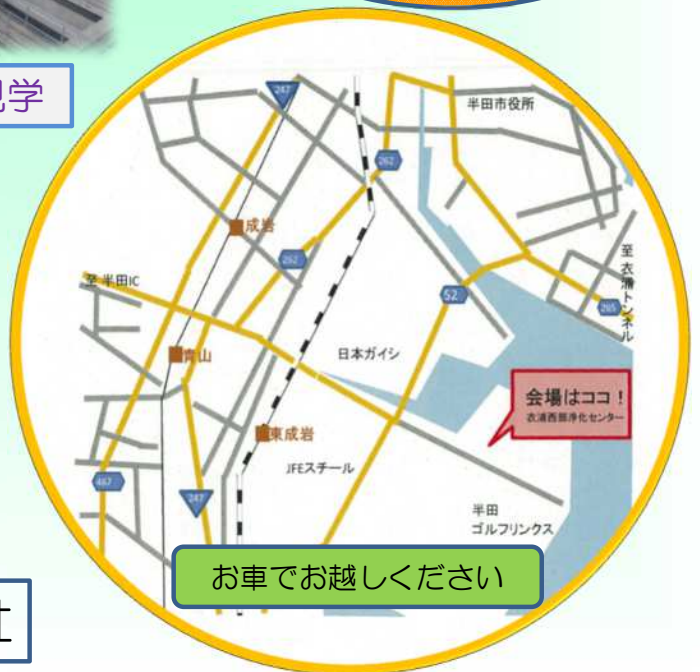 見学
247
半田市役所
262
成岩
262
至 半田IC
至 衣浦トンネル
52
265
日本ガイシ
青山
会場はココ！
衣浦西部浄化センター
東成岩
JFEスチール
467
247
半田
ゴルフリンクス
お車でお越しください